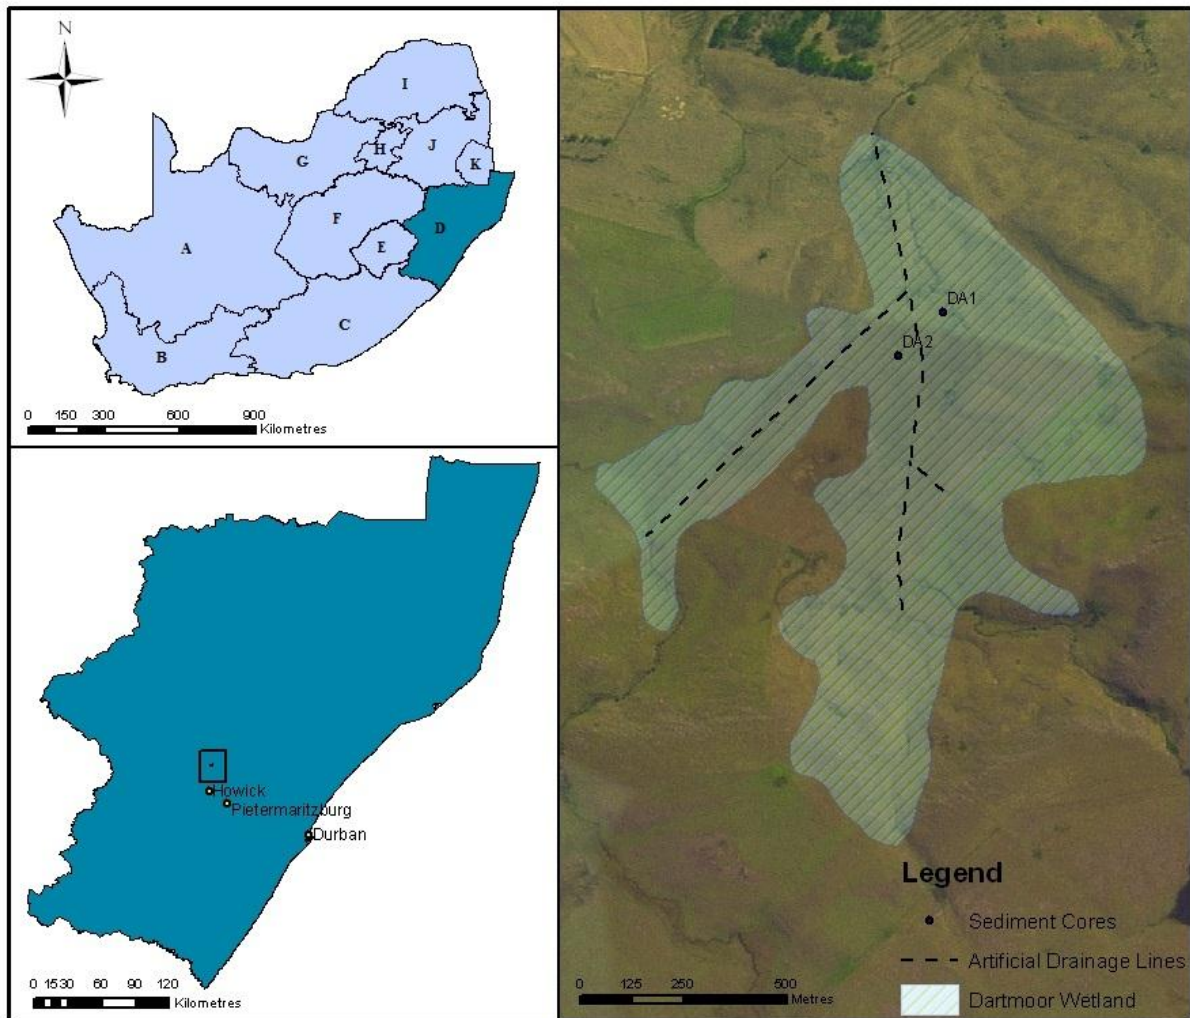 N
I
H
J
G
K
F
D
E
A
C
B
0 150 300 600 900
Kilometres
Howick
Pietermaritzburg
Durban
0 15 30 60 90 120
Kilometres
DA1
DA2
Legend
Sediment Cores
Artificial Drainage Lines
Dartmoor Wetland
0 125 250 500
Metres